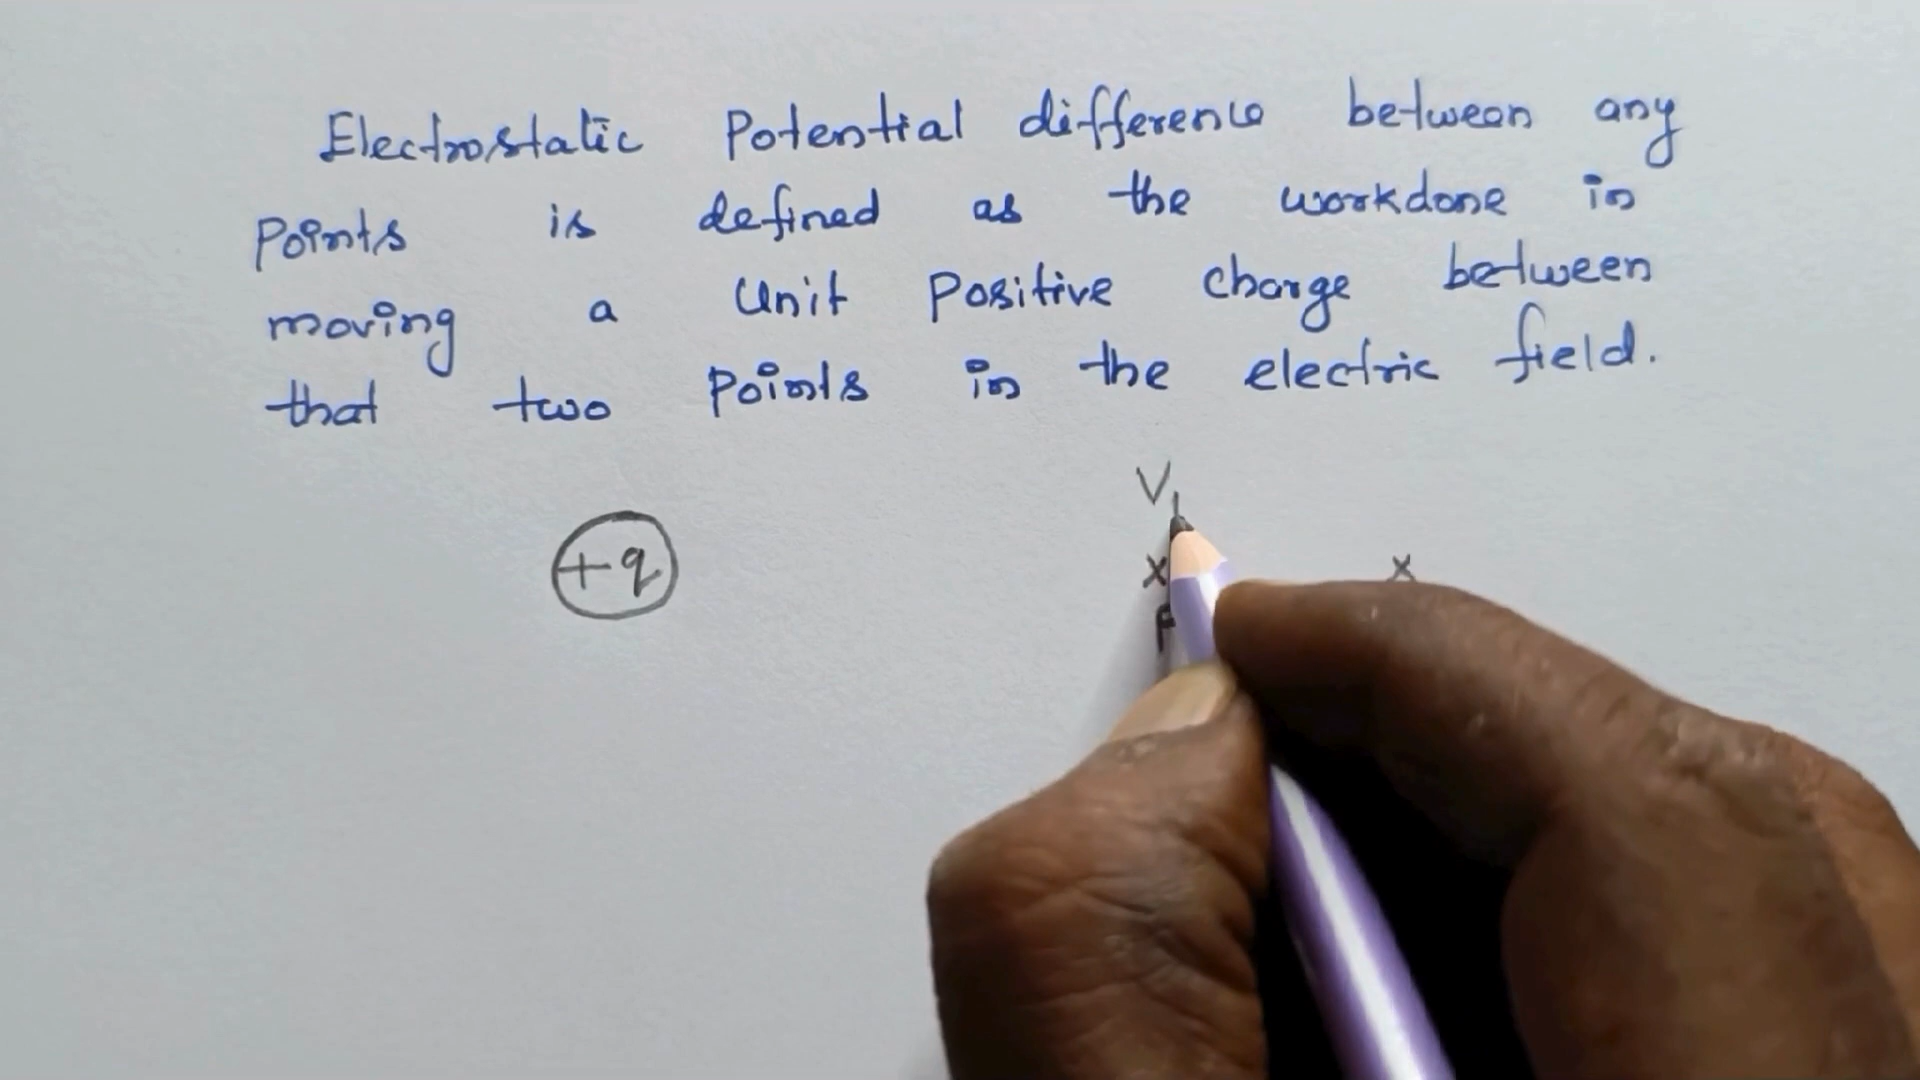 Electrostatic Potential difference between any
Points is defined as the workdone in
moving a Unit Positive charge between
that two Points in the electric field.
V1
+q x x